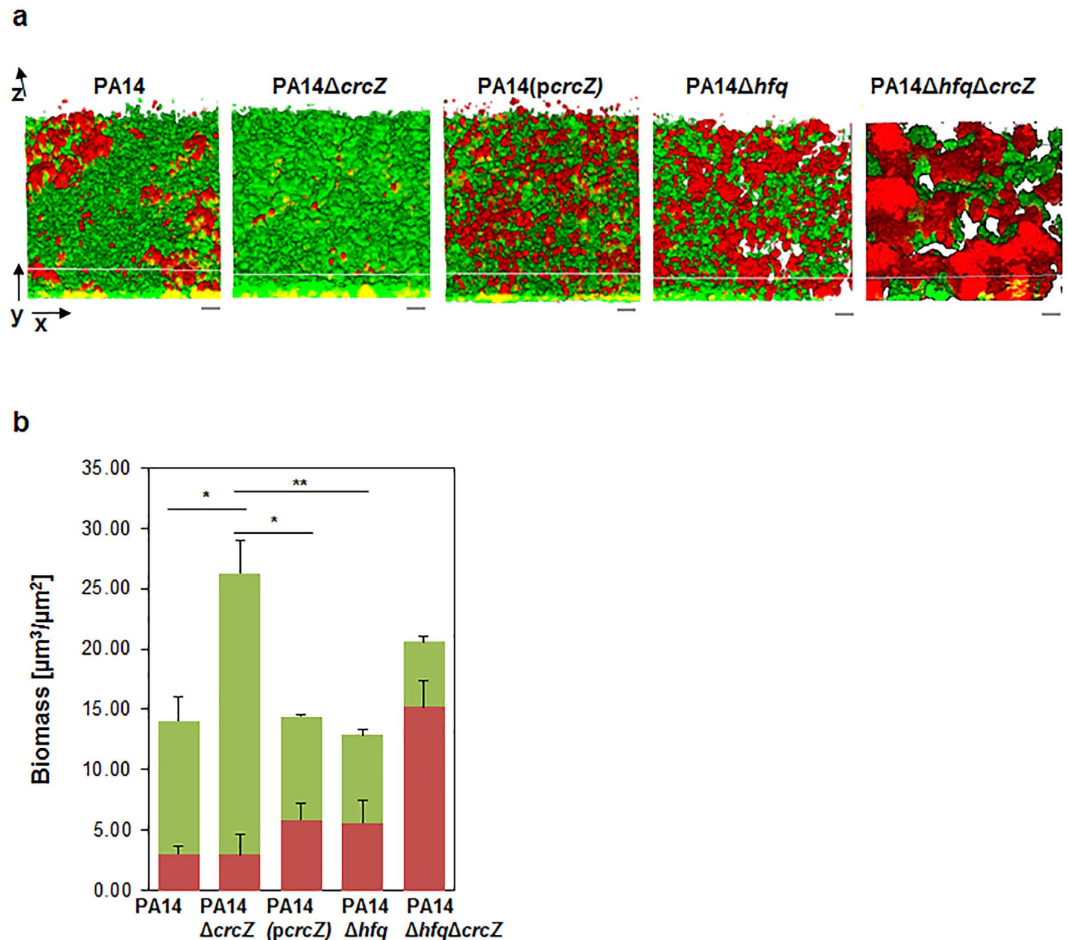 a
PA14 PA14ΔcrcZ PA14(pcrcZ) PA14Δhfq PA14ΔhfqΔcrcZ
z
y
x
b
Biomass [µm³/µm²]
35.00
30.00
25.00
20.00
15.00
10.00
5.00
0.00
*
**
*
PA14 PA14 PA14 PA14 PA14
ΔcrcZ (pcrcZ) Δhfq ΔhfqΔcrcZ